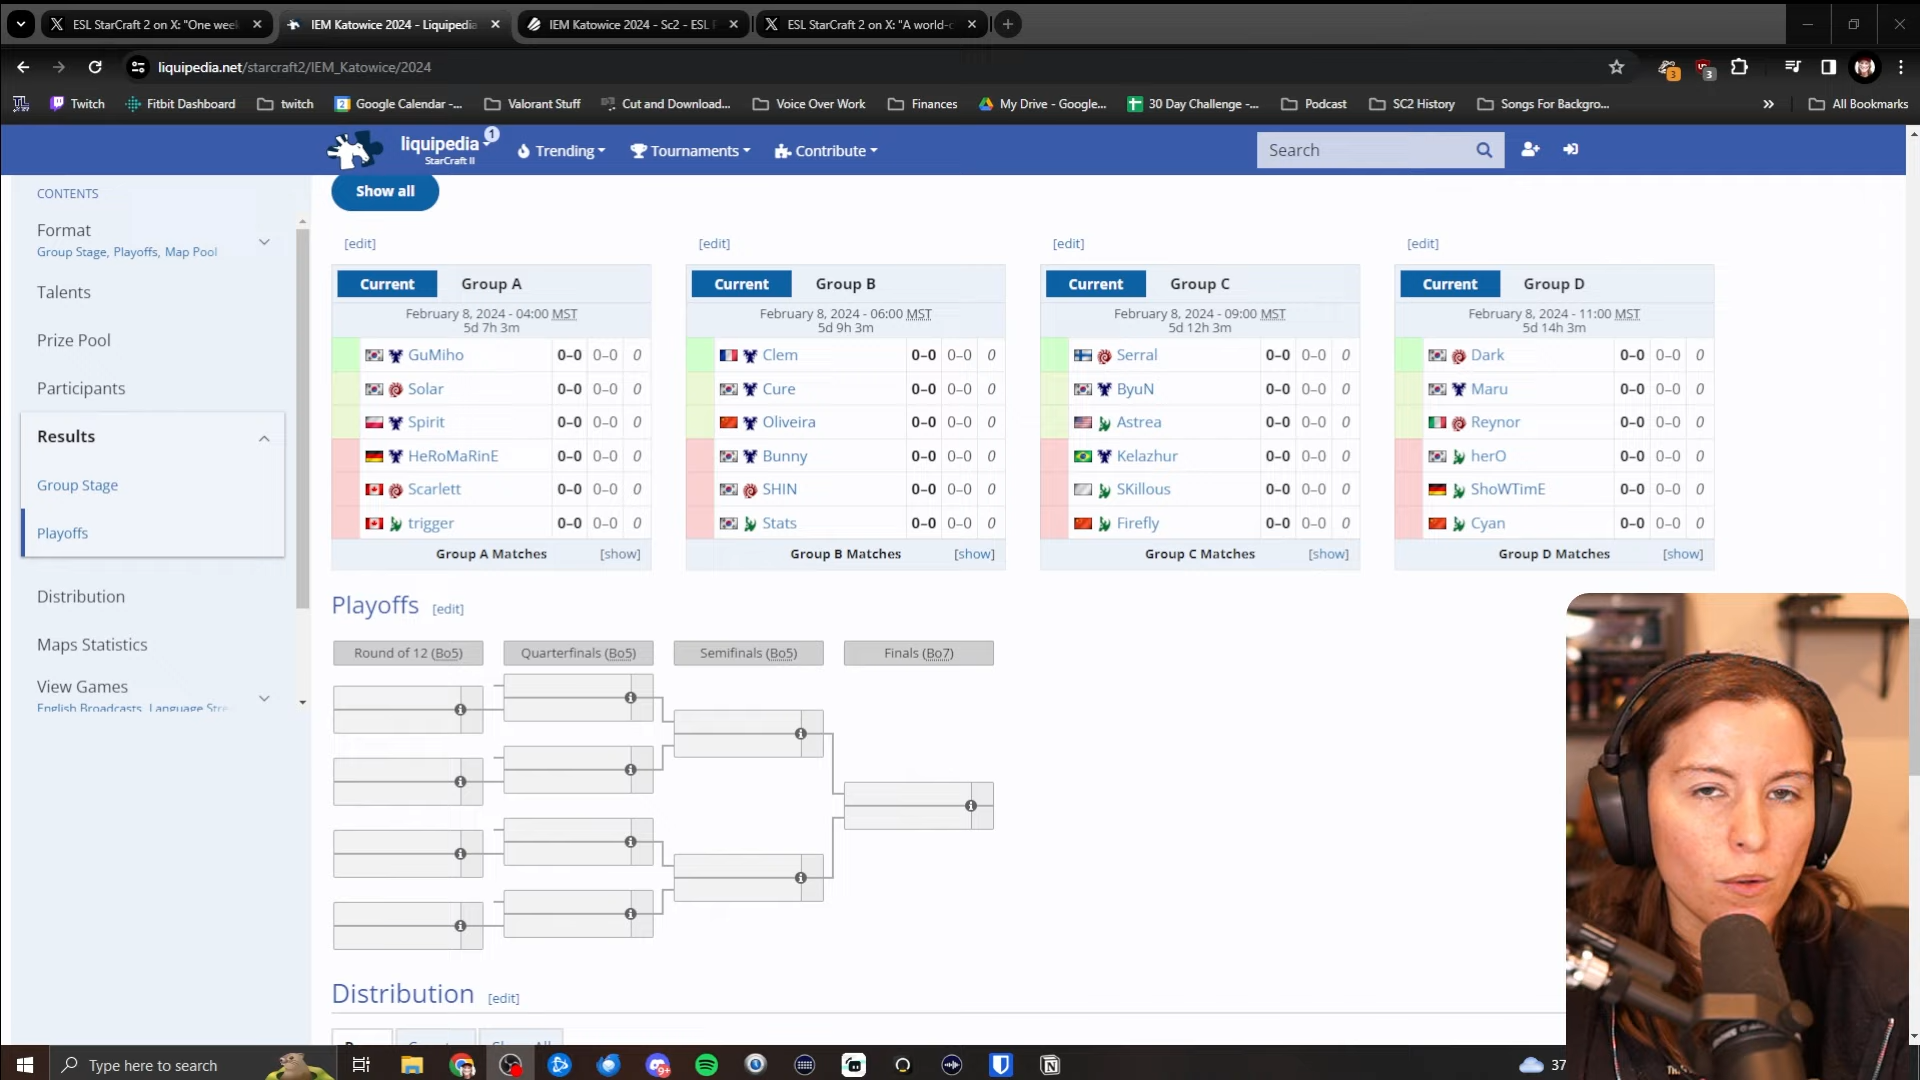 ESL StarCraft 2 on X: "One wee
IEM Katowice 2024 - Liquipedia
IEM Katowice 2024 - Sc2 - ESL
ESL StarCraft 2 on X: "A world-c
liquipedia.net/starcraft2/IEM_Katowice/2024
3
3
Twitch
Fitbit Dashboard
twitch
Google Calendar -...
Valorant Stuff
Cut and Download...
Voice Over Work
Finances
My Drive - Google...
30 Day Challenge -...
Podcast
SC2 History
Songs For Backgro...
»
All Bookmarks
liquipedia
StarCraft II
1
Trending
Tournaments
Contribute
Search
CONTENTS
Format
Group Stage, Playoffs, Map Pool
Talents
Prize Pool
Participants
Results
Group Stage
Playoffs
Distribution
Maps Statistics
View Games
English Broadcasts, Language Stre
Show all
[edit] [edit] [edit] [edit]
Current Group A
February 8, 2024 - 04:00 MST
5d 7h 3m
GuMiho 0–0 0–0 0
Solar 0–0 0–0 0
Spirit 0–0 0–0 0
HeRoMaRinE 0–0 0–0 0
Scarlett 0–0 0–0 0
trigger 0–0 0–0 0
Group A Matches [show]
Current Group B
February 8, 2024 - 06:00 MST
5d 9h 3m
Clem 0–0 0–0 0
Cure 0–0 0–0 0
Oliveira 0–0 0–0 0
Bunny 0–0 0–0 0
SHIN 0–0 0–0 0
Stats 0–0 0–0 0
Group B Matches [show]
Current Group C
February 8, 2024 - 09:00 MST
5d 12h 3m
Serral 0–0 0–0 0
ByuN 0–0 0–0 0
Astrea 0–0 0–0 0
Kelazhur 0–0 0–0 0
SKillous 0–0 0–0 0
Firefly 0–0 0–0 0
Group C Matches [show]
Current Group D
February 8, 2024 - 11:00 MST
5d 14h 3m
Dark 0–0 0–0 0
Maru 0–0 0–0 0
Reynor 0–0 0–0 0
herO 0–0 0–0 0
ShoWTimE 0–0 0–0 0
Cyan 0–0 0–0 0
Group D Matches [show]
Playoffs [edit]
Round of 12 (Bo5) Quarterfinals (Bo5) Semifinals (Bo5) Finals (Bo7)
Distribution [edit]
Type here to search
9+
37